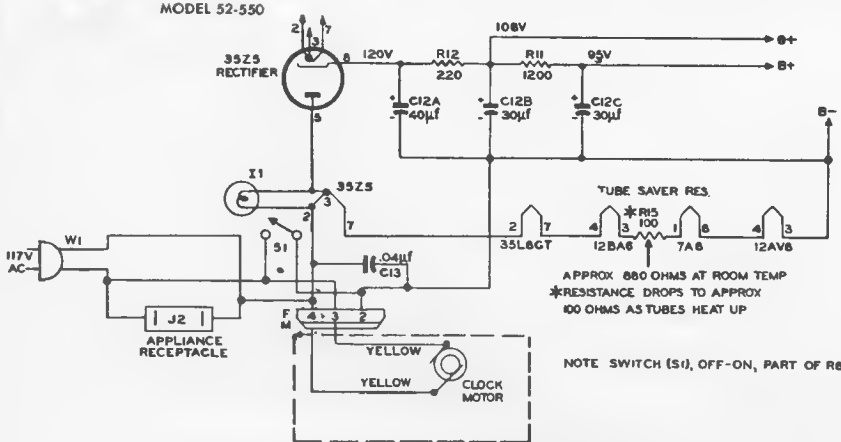 MODEL 52-550
2 3 7
35Z5
RECTIFIER
8
5
120V
R12
220
108V
R11
1200
95V
B+
B+
B-
+
-
C12A
40µf
+
-
C12B
30µf
+
-
C12C
30µf
I1
35Z5
3
2
7
S1
W1
117V
AC
.04µf
C13
TUBE SAVER RES.
2 7
35L6GT
4 3
12BA6
*R15
100
1 8
7A8
4 3
12AV6
APPROX 880 OHMS AT ROOM TEMP
*RESISTANCE DROPS TO APPROX
100 OHMS AS TUBES HEAT UP
J2
APPLIANCE
RECEPTACLE
F
M
4 3 2
YELLOW
YELLOW
CLOCK
MOTOR
NOTE SWITCH (S1), OFF-ON, PART OF R8